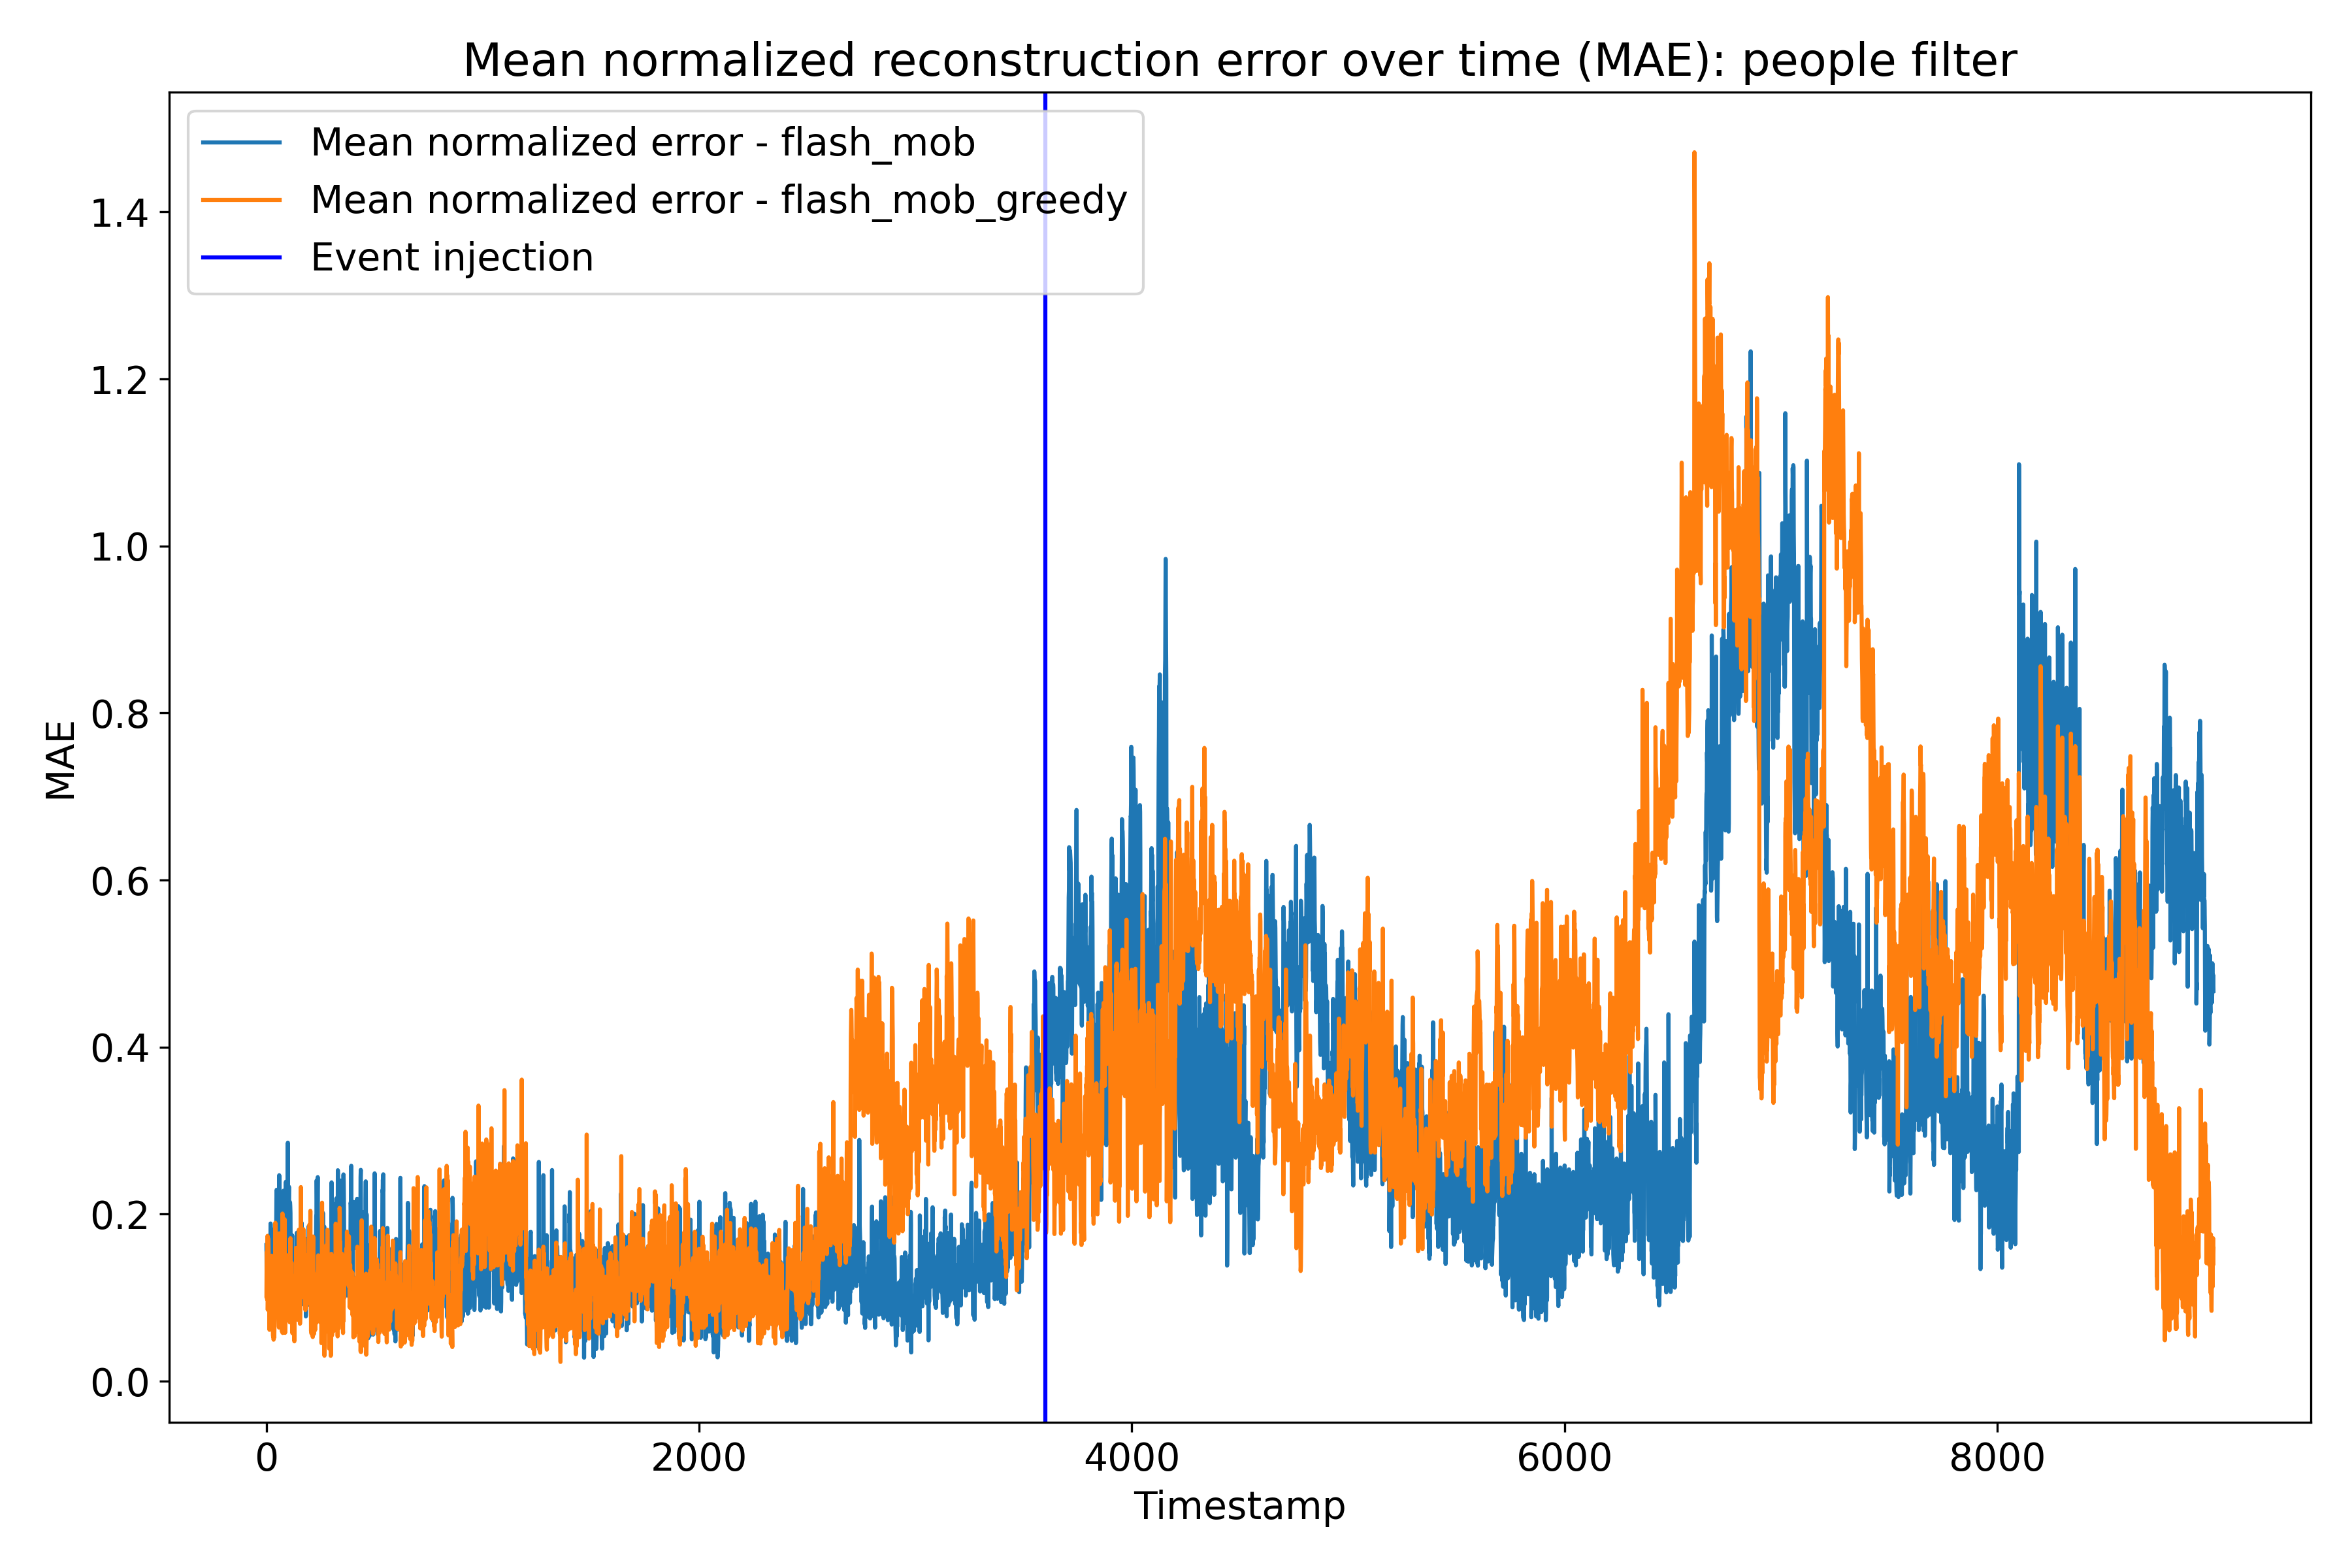 Mean normalized reconstruction error over time (MAE): people filter
Mean normalized error - flash_mob
Mean normalized error - flash_mob_greedy
Event injection
MAE
1.4
1.2
1.0
0.8
0.6
0.4
0.2
0.0
0 2000 4000 6000 8000
Timestamp